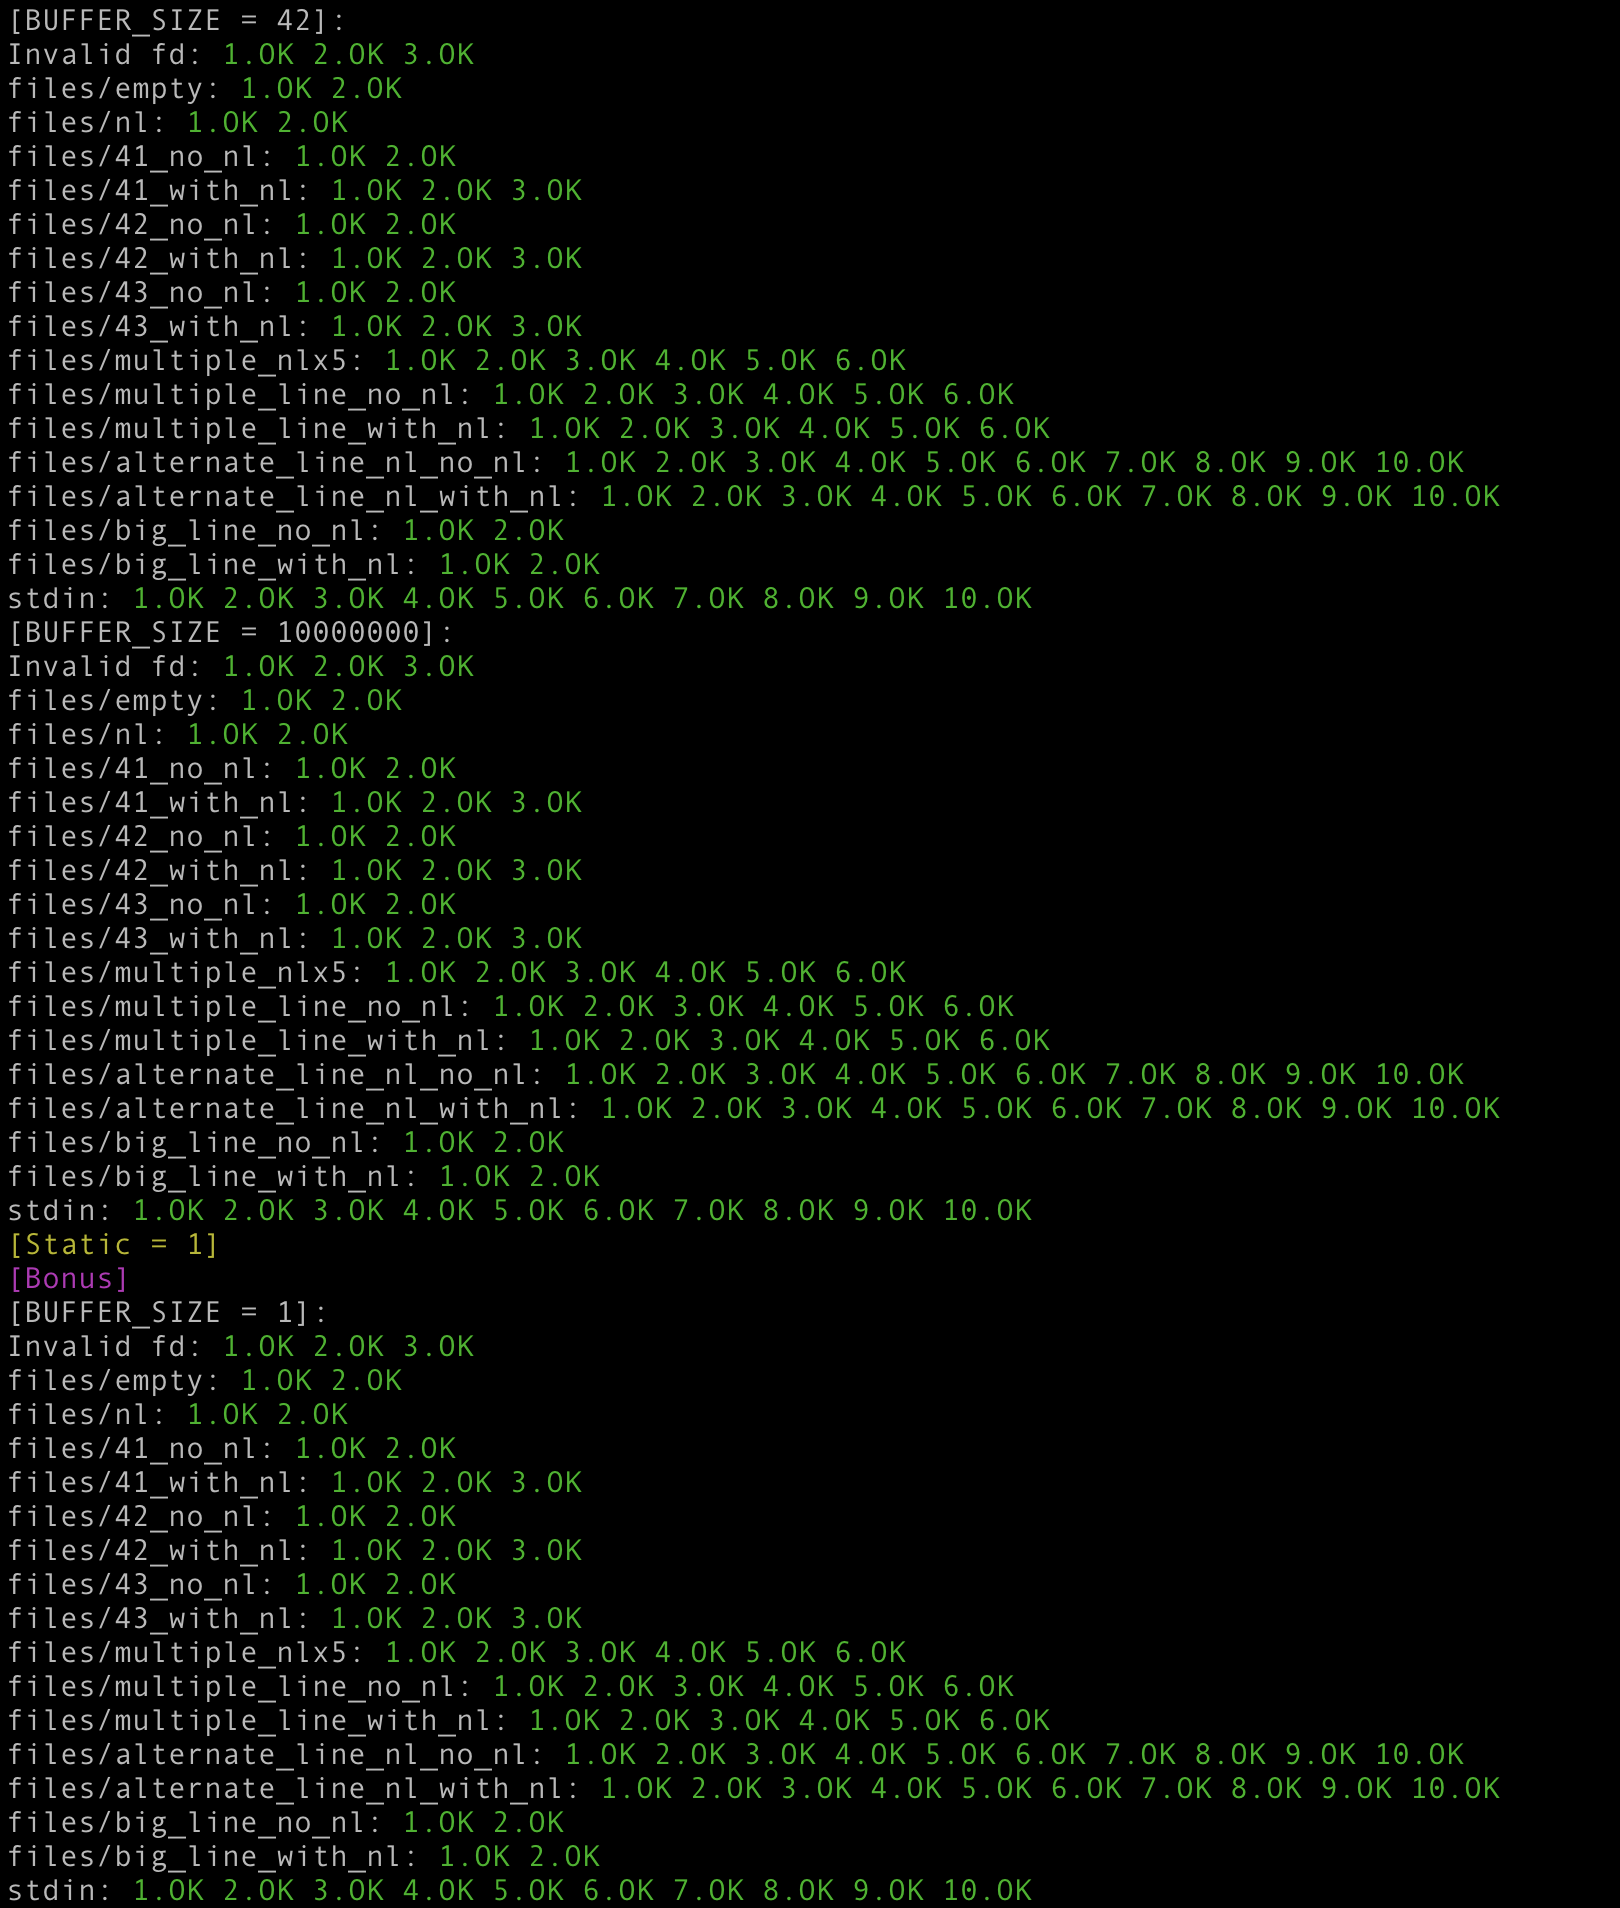 [BUFFER_SIZE = 42]:
Invalid fd: 1.OK 2.OK 3.OK
files/empty: 1.OK 2.OK
files/nl: 1.OK 2.OK
files/41_no_nl: 1.OK 2.OK
files/41_with_nl: 1.OK 2.OK 3.OK
files/42_no_nl: 1.OK 2.OK
files/42_with_nl: 1.OK 2.OK 3.OK
files/43_no_nl: 1.OK 2.OK
files/43_with_nl: 1.OK 2.OK 3.OK
files/multiple_nlx5: 1.OK 2.OK 3.OK 4.OK 5.OK 6.OK
files/multiple_line_no_nl: 1.OK 2.OK 3.OK 4.OK 5.OK 6.OK
files/multiple_line_with_nl: 1.OK 2.OK 3.OK 4.OK 5.OK 6.OK
files/alternate_line_nl_no_nl: 1.OK 2.OK 3.OK 4.OK 5.OK 6.OK 7.OK 8.OK 9.OK 10.OK
files/alternate_line_nl_with_nl: 1.OK 2.OK 3.OK 4.OK 5.OK 6.OK 7.OK 8.OK 9.OK 10.OK
files/big_line_no_nl: 1.OK 2.OK
files/big_line_with_nl: 1.OK 2.OK
stdin: 1.OK 2.OK 3.OK 4.OK 5.OK 6.OK 7.OK 8.OK 9.OK 10.OK
[BUFFER_SIZE = 10000000]:
Invalid fd: 1.OK 2.OK 3.OK
files/empty: 1.OK 2.OK
files/nl: 1.OK 2.OK
files/41_no_nl: 1.OK 2.OK
files/41_with_nl: 1.OK 2.OK 3.OK
files/42_no_nl: 1.OK 2.OK
files/42_with_nl: 1.OK 2.OK 3.OK
files/43_no_nl: 1.OK 2.OK
files/43_with_nl: 1.OK 2.OK 3.OK
files/multiple_nlx5: 1.OK 2.OK 3.OK 4.OK 5.OK 6.OK
files/multiple_line_no_nl: 1.OK 2.OK 3.OK 4.OK 5.OK 6.OK
files/multiple_line_with_nl: 1.OK 2.OK 3.OK 4.OK 5.OK 6.OK
files/alternate_line_nl_no_nl: 1.OK 2.OK 3.OK 4.OK 5.OK 6.OK 7.OK 8.OK 9.OK 10.OK
files/alternate_line_nl_with_nl: 1.OK 2.OK 3.OK 4.OK 5.OK 6.OK 7.OK 8.OK 9.OK 10.OK
files/big_line_no_nl: 1.OK 2.OK
files/big_line_with_nl: 1.OK 2.OK
stdin: 1.OK 2.OK 3.OK 4.OK 5.OK 6.OK 7.OK 8.OK 9.OK 10.OK
[Static = 1]
[Bonus]
[BUFFER_SIZE = 1]:
Invalid fd: 1.OK 2.OK 3.OK
files/empty: 1.OK 2.OK
files/nl: 1.OK 2.OK
files/41_no_nl: 1.OK 2.OK
files/41_with_nl: 1.OK 2.OK 3.OK
files/42_no_nl: 1.OK 2.OK
files/42_with_nl: 1.OK 2.OK 3.OK
files/43_no_nl: 1.OK 2.OK
files/43_with_nl: 1.OK 2.OK 3.OK
files/multiple_nlx5: 1.OK 2.OK 3.OK 4.OK 5.OK 6.OK
files/multiple_line_no_nl: 1.OK 2.OK 3.OK 4.OK 5.OK 6.OK
files/multiple_line_with_nl: 1.OK 2.OK 3.OK 4.OK 5.OK 6.OK
files/alternate_line_nl_no_nl: 1.OK 2.OK 3.OK 4.OK 5.OK 6.OK 7.OK 8.OK 9.OK 10.OK
files/alternate_line_nl_with_nl: 1.OK 2.OK 3.OK 4.OK 5.OK 6.OK 7.OK 8.OK 9.OK 10.OK
files/big_line_no_nl: 1.OK 2.OK
files/big_line_with_nl: 1.OK 2.OK
stdin: 1.OK 2.OK 3.OK 4.OK 5.OK 6.OK 7.OK 8.OK 9.OK 10.OK